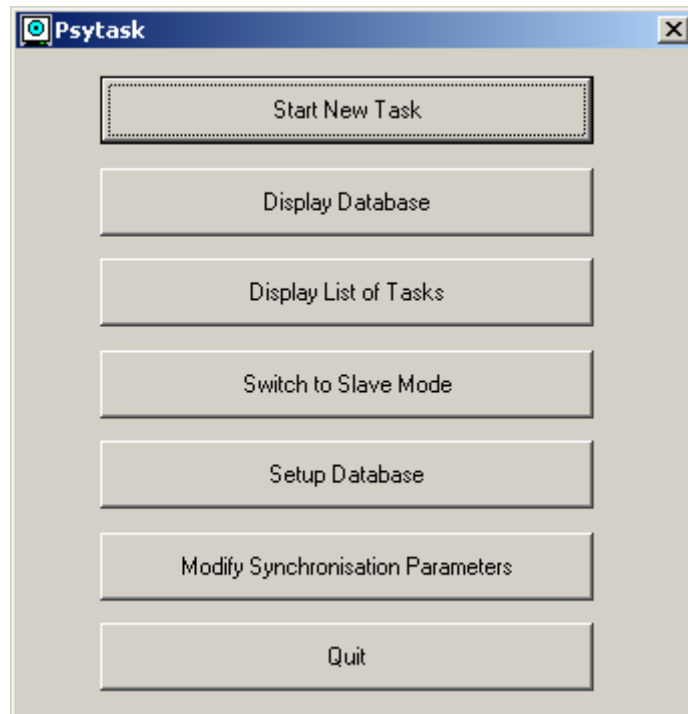 Psytask
Start New Task
Display Database
Display List of Tasks
Switch to Slave Mode
Setup Database
Modify Synchronisation Parameters
Quit